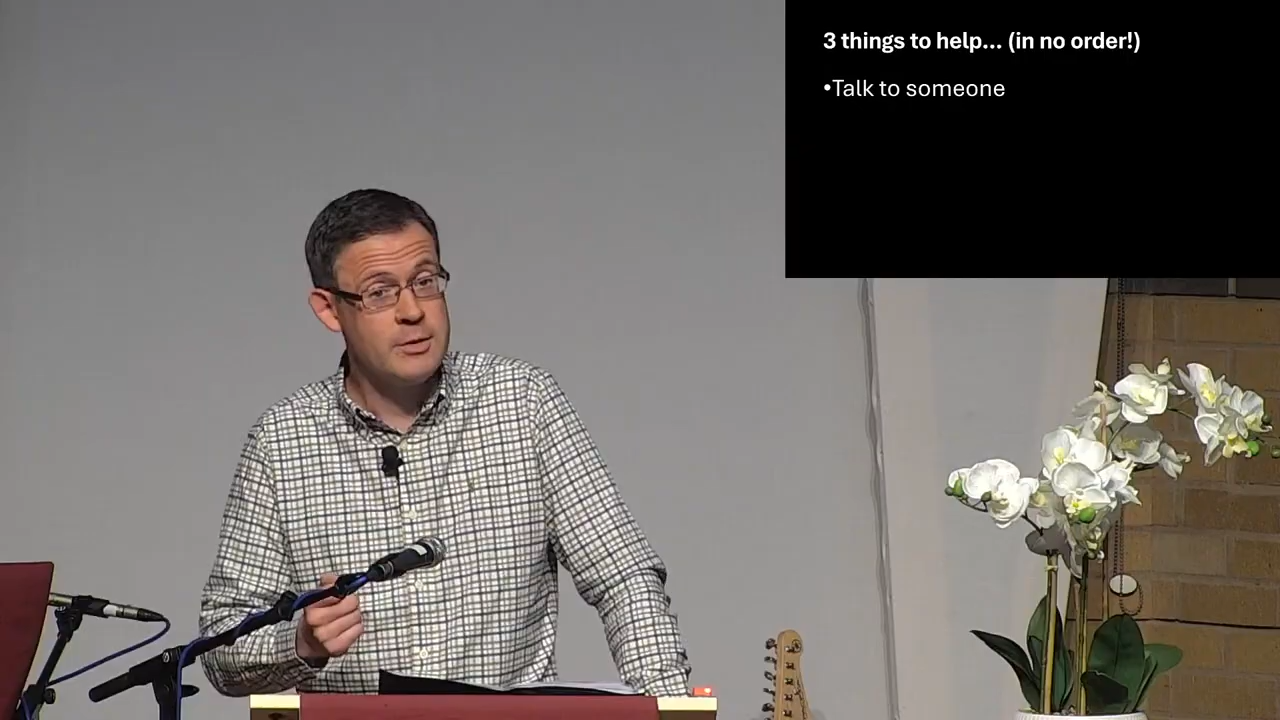 3 things to help... (in no order!)
•Talk to someone